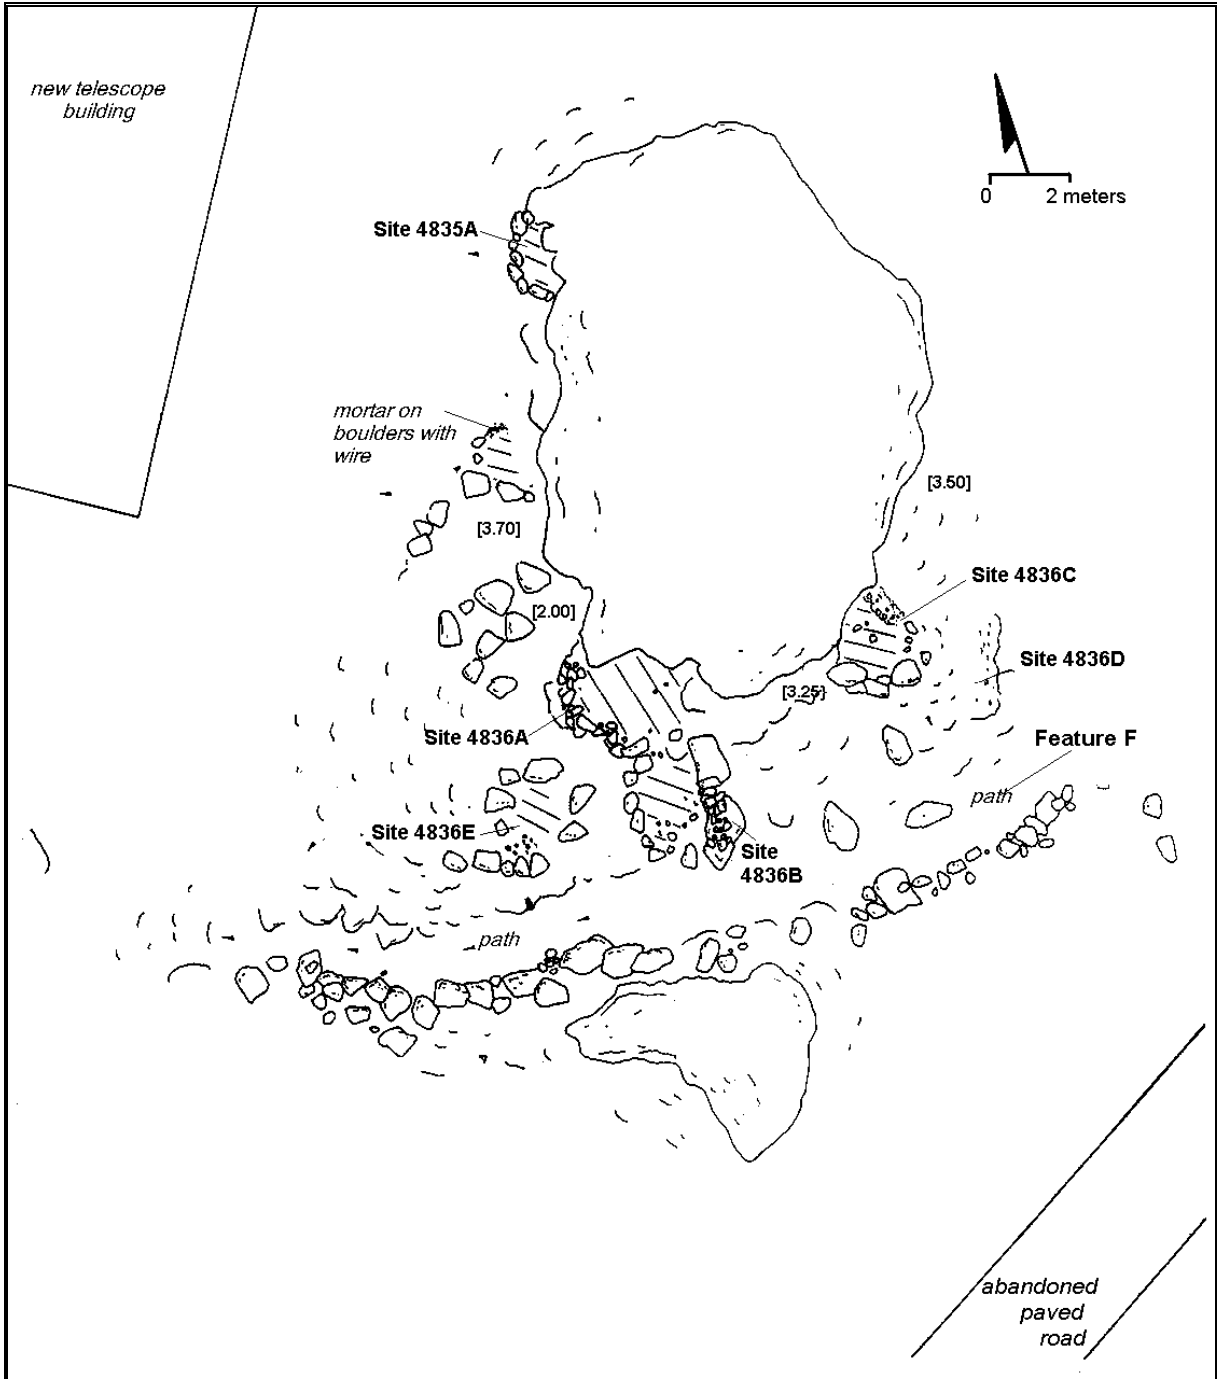 new telescope
building
0
2 meters
Site 4835A
mortar on
boulders with
wire
[3.50]
[3.70]
Site 4836C
[2.00]
Site 4836D
[3.25]
Site 4836A
Feature F
path
Site 4836E
Site
4836B
path
abandoned
paved
road